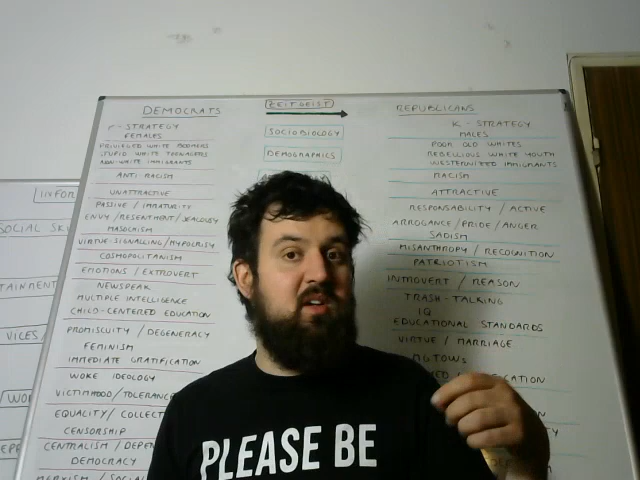 DEMOCRATS
ZEITGEIST
REPUBLICANS
r-STRATEGY
SOCIOBIOLOGY
K-STRATEGY
FEMALES
MALES
PRIVILEGED WHITE BOOMERS
DEMOGRAPHICS
POOR OLD WHITES
STUPID WHITE TEENAGERS
REBELLIOUS WHITE YOUTH
NON-WHITE IMMIGRANTS
WESTERNIZED IMMIGRANTS
ANTI RACISM
RACISM
UNATTRACTIVE
ATTRACTIVE
PASSIVE / IMMATURITY
RESPONSABILITY / ACTIVE
ENVY/RESENTMENT/JEALOUSY
ARROGANCE/PRIDE/ANGER
MASOCHISM
SADISM
VIRTUE-SIGNALLING/HYPOCRISY
MISANTHROPY / RECOGNITION
COSMOPOLITANISM
PATRIOTISM
EMOTIONS / EXTROVERT
INTROVERT / REASON
NEWSPEAK
TRASH-TALKING
MULTIPLE INTELLIGENCE
IQ
CHILD-CENTERED EDUCATION
EDUCATIONAL STANDARDS
PROMISCUITY / DEGENERACY
VIRTUE / MARRIAGE
FEMINISM
MGTOWs
IMMEDIATE GRATIFICATION
WOKE IDEOLOGY
VICTIMHOOD/TOLERANCE
EQUALITY/
CENSORSHIP
CENTRALISM /
DEMOCRACY
SOCIAL
VICES/
PLEASE BE